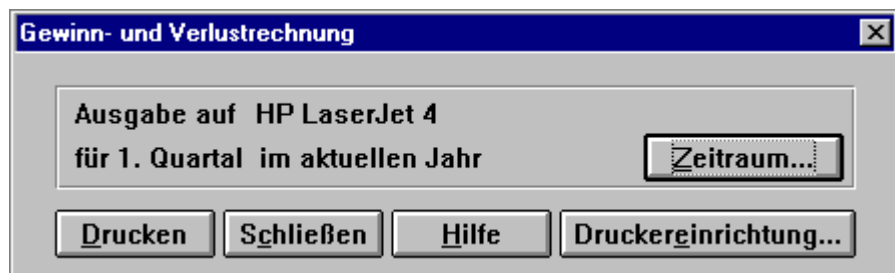 Gewinn- und Verlustrechnung
Ausgabe auf HP LaserJet 4
für 1. Quartal im aktuellen Jahr
Zeitraum...
Drucken Schließen Hilfe Druckereinrichtung...